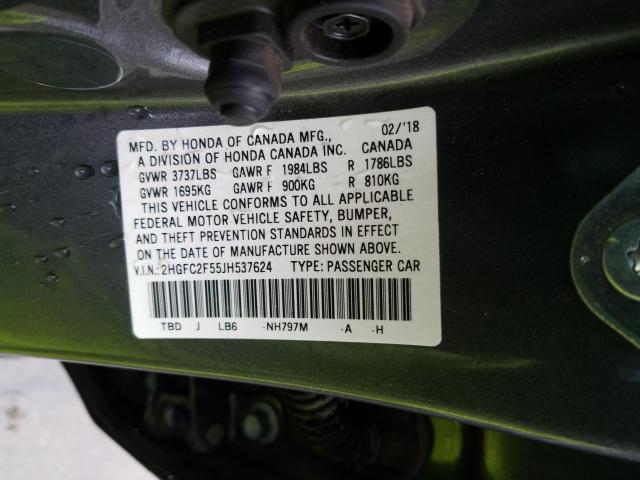 MFD. BY HONDA OF CANADA MFG., 02/'18
A DIVISION OF HONDA CANADA INC. CANADA
GVWR 3737LBS GAWR F 1984LBS R 1786LBS
GVWR 1695KG GAWR F 900KG R 810KG
THIS VEHICLE CONFORMS TO ALL APPLICABLE
FEDERAL MOTOR VEHICLE SAFETY, BUMPER,
AND THEFT PREVENTION STANDARDS IN EFFECT
ON THE DATE OF MANUFACTURE SHOWN ABOVE.
V.I.N.:2HGFC2F55JH537624 TYPE: PASSENGER CAR
TBD J LB6 -NH797M -A -H